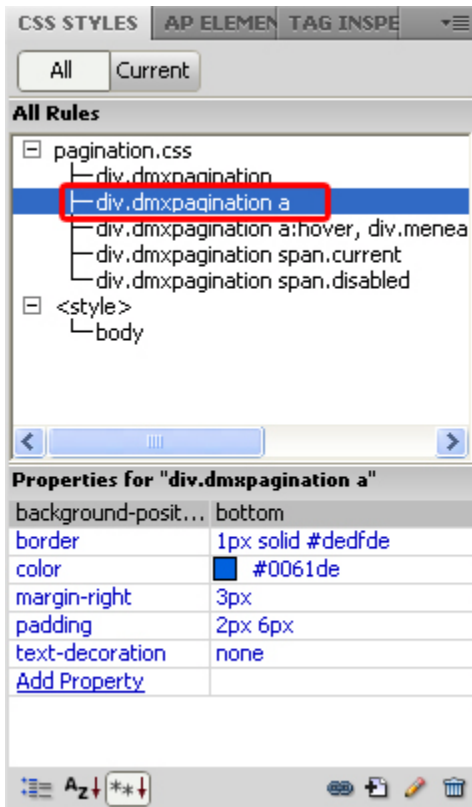 CSS STYLES AP ELEMEN TAG INSPE
All Current
All Rules
pagination.css
div.dmxpagination
div.dmxpagination a
div.dmxpagination a:hover, div.menea
div.dmxpagination span.current
div.dmxpagination span.disabled
<style>
body
Properties for "div.dmxpagination a"
background-posit... bottom
border 1px solid #dedfde
color #0061de
margin-right 3px
padding 2px 6px
text-decoration none
Add Property
AZ↓ **↓